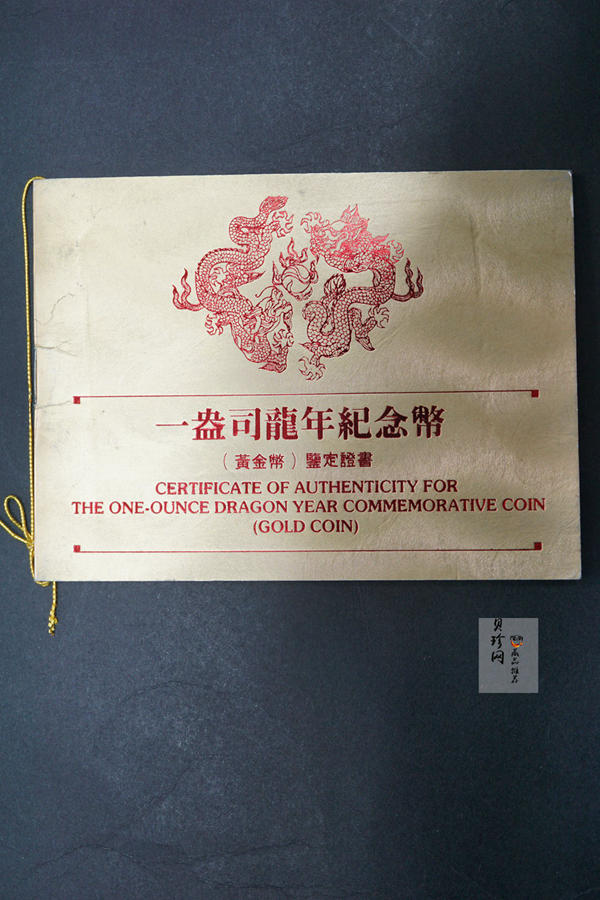 一盎司龍年紀念幣
（黃金幣）鑒定證書
CERTIFICATE OF AUTHENTICITY FOR
THE ONE-OUNCE DRAGON YEAR COMMEMORATIVE COIN
(GOLD COIN)
贝珍网